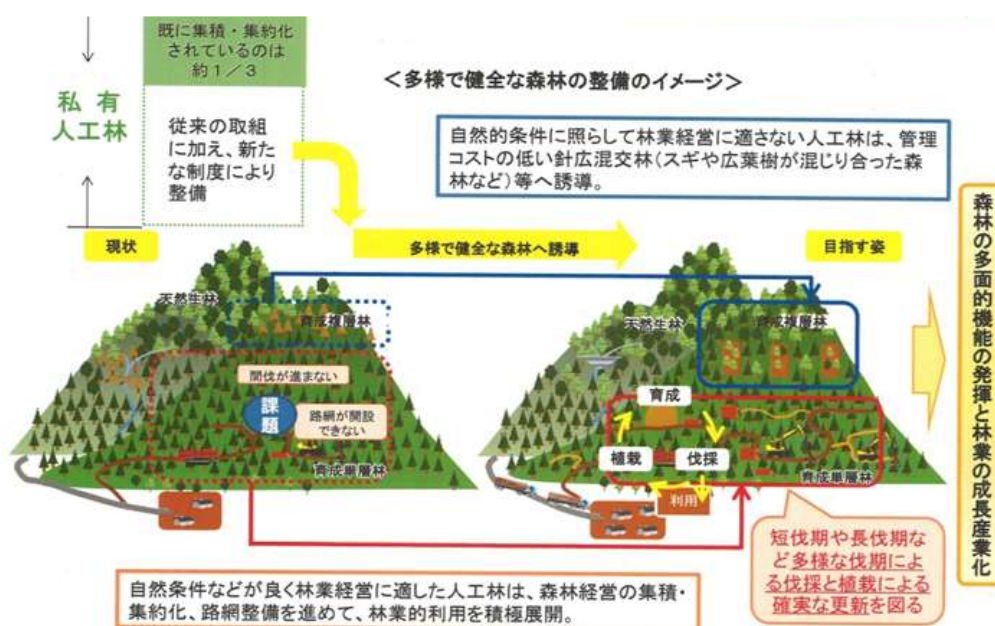 既に集積・集約化
されているのは
約1/3
私有
人工林
従来の取組
に加え、新た
な制度により
整備
<多様で健全な森林の整備のイメージ>
自然的条件に照らして林業経営に適さない人工林は、管理
コストの低い針広混交林(スギや広葉樹が混じり合った森
林など)等へ誘導。
現状
多様で健全な森林へ誘導
目指す姿
天然生林
育成複層林
間伐が進まない
課題
路網が開設
できない
育成単層林
天然生林
育成複層林
育成
植栽
伐採
利用
育成単層林
短伐期や長伐期な
ど多様な伐期によ
る伐採と植栽による
確実な更新を図る
自然条件などが良く林業経営に適した人工林は、森林経営の集積・
集約化、路網整備を進めて、林業的利用を積極展開。
森林の多面的機能の発揮と林業の成長産業化